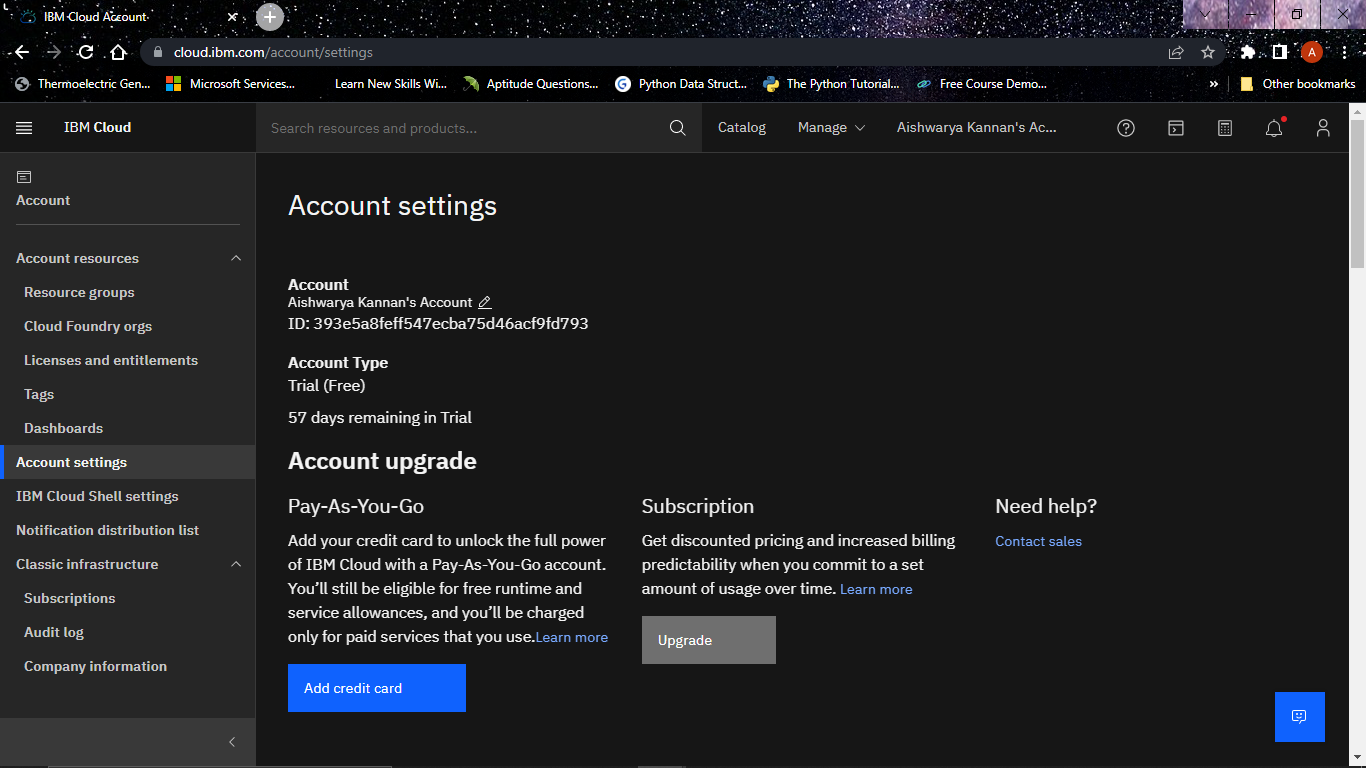 IBM Cloud Account
cloud.ibm.com/account/settings
A
Thermoelectric Gen...
Microsoft Services...
Learn New Skills Wi...
Aptitude Questions...
Python Data Struct...
The Python Tutorial...
Free Course Demo...
»
Other bookmarks
IBM Cloud
Search resources and products...
Catalog
Manage
Aishwarya Kannan's Ac...
Account
Account resources
Resource groups
Cloud Foundry orgs
Licenses and entitlements
Tags
Dashboards
Account settings
IBM Cloud Shell settings
Notification distribution list
Classic infrastructure
Subscriptions
Audit log
Company information
Account settings
Account
Aishwarya Kannan's Account
ID: 393e5a8feff547ecba75d46acf9fd793
Account Type
Trial (Free)
57 days remaining in Trial
Account upgrade
Pay-As-You-Go
Add your credit card to unlock the full power
of IBM Cloud with a Pay-As-You-Go account.
You’ll still be eligible for free runtime and
service allowances, and you’ll be charged
only for paid services that you use.Learn more
Add credit card
Subscription
Get discounted pricing and increased billing
predictability when you commit to a set
amount of usage over time. Learn more
Upgrade
Need help?
Contact sales